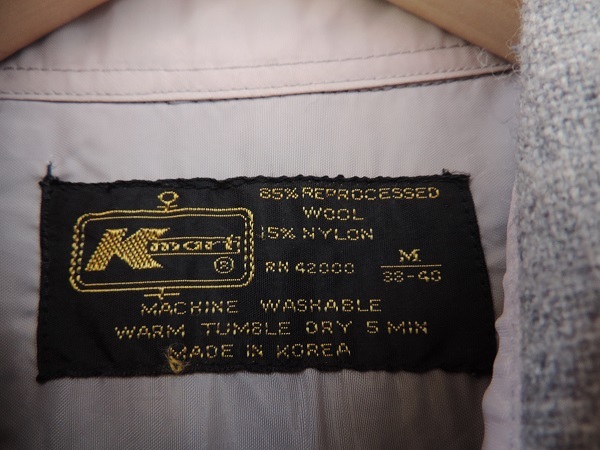 Kmart ®
85% REPROCESSED
WOOL
15% NYLON
RN 42000
M
38-40
MACHINE WASHABLE
WARM TUMBLE DRY 5 MIN
MADE IN KOREA